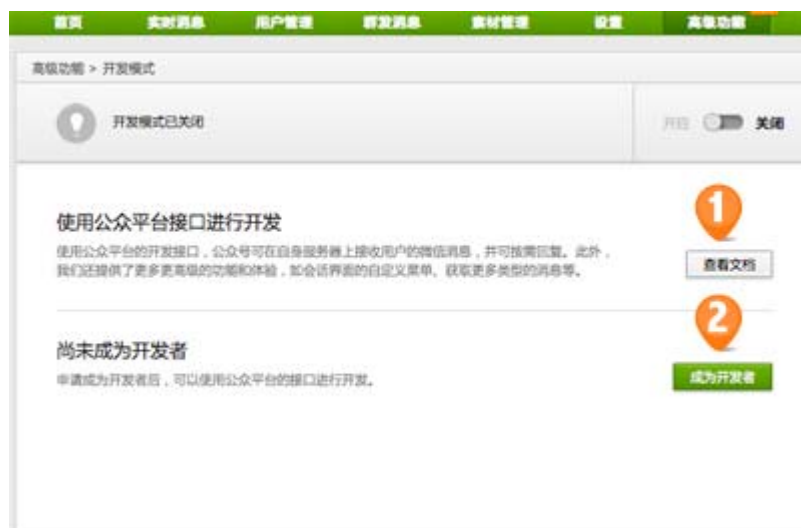 首页 实时消息 用户管理 群发消息 素材管理 设置 高级功能
高级功能 > 开发模式
开发模式已关闭
开启 关闭
1
使用公众平台接口进行开发
使用公众平台的开发接口，公众号可在自身服务器上接收用户的微信消息，并可按需回复。此外，
我们还提供了更多更高级的功能和体验，如会话界面的自定义菜单、获取更多类型的消息等。
查看文档
2
尚未成为开发者
申请成为开发者后，可以使用公众平台的接口进行开发。
成为开发者